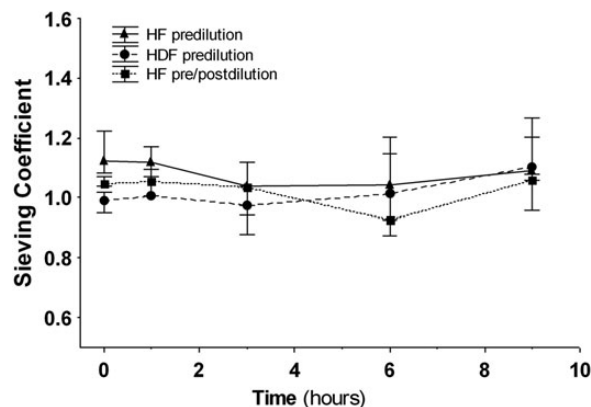 1.6
HF predilution
HDF predilution
HF pre/postdilution
1.4
1.2
1.0
0.8
0.6
Sieving Coefficient
0 2 4 6 8 10
Time (hours)